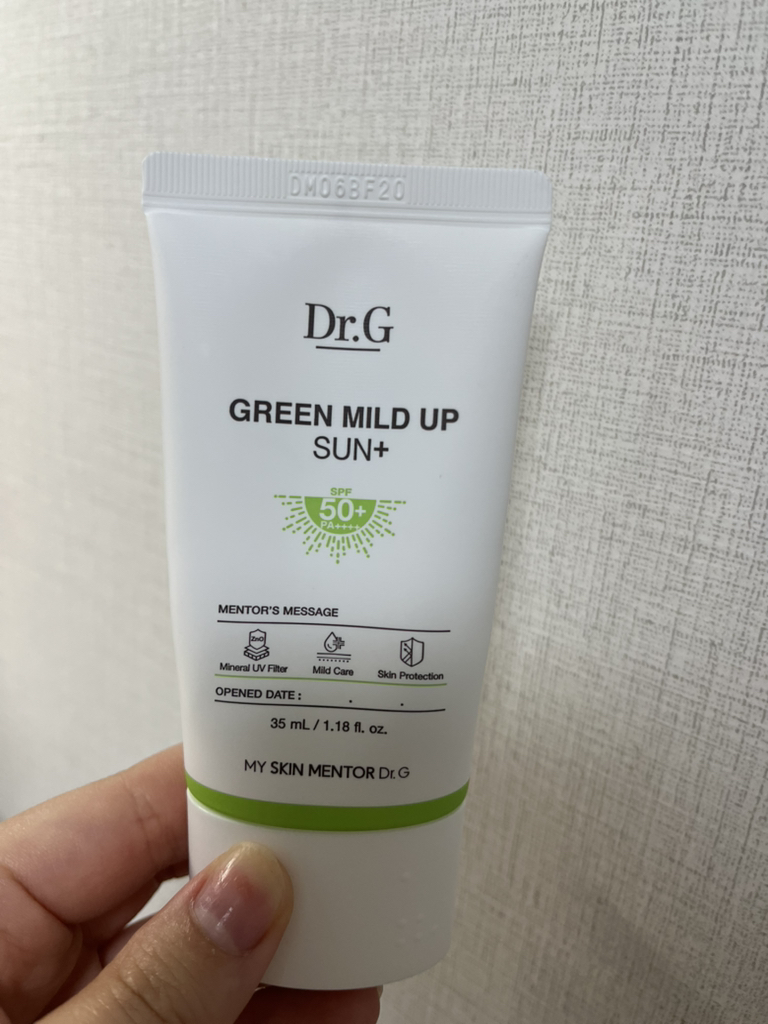 DM06BF20
Dr.G
GREEN MILD UP
SUN+
SPF
50+
PA++++
MENTOR'S MESSAGE
ZnO
Mineral UV Filter Mild Care Skin Protection
OPENED DATE : . .
35 mL / 1.18 fl. oz.
MY SKIN MENTOR Dr.G